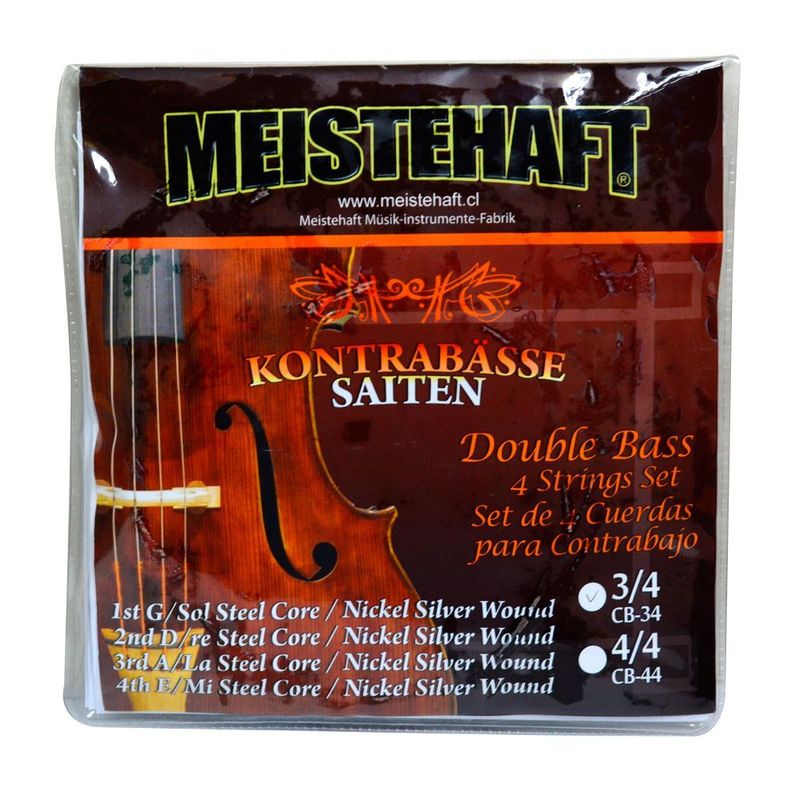 MEISTEHAFT®
www.meistehaft.cl
Meistehaft Müsik-instrumente-Fabrik
KONTRABÄSSE
SAITEN
Double Bass
4 Strings Set
Set de 4 Cuerdas
para Contrabajo
3/4
CB-34
1st G/Sol Steel Core / Nickel Silver Wound
2nd D/re Steel Core / Nickel Silver Wound
3rd A/La Steel Core / Nickel Silver Wound
4th E/Mi Steel Core / Nickel Silver Wound
4/4
CB-44